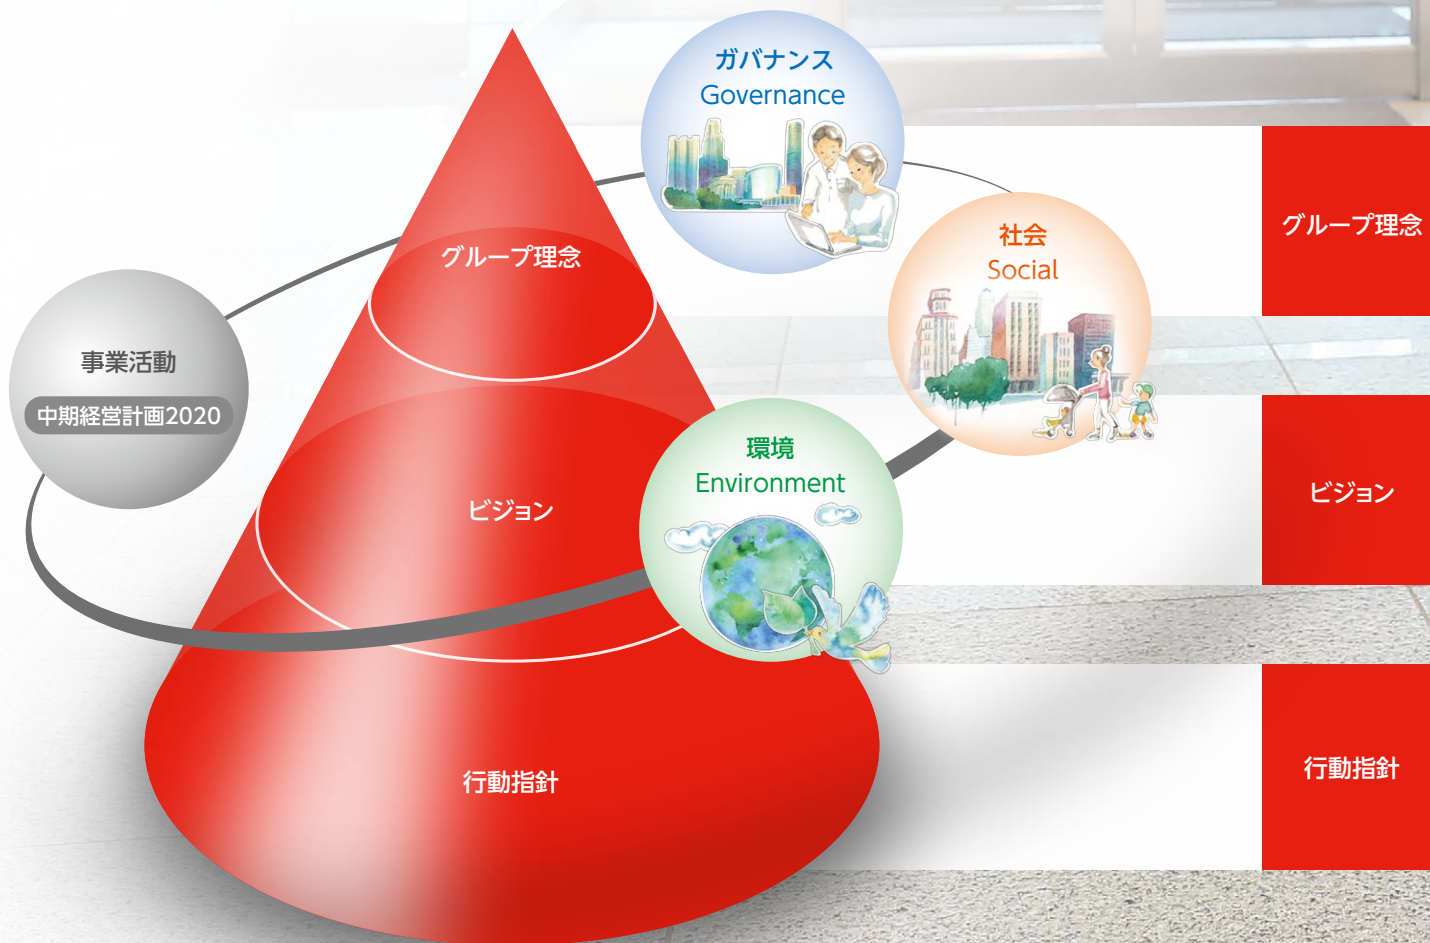 ガバナンス
Governance
社会
Social
グループ理念
グループ理念
事業活動
中期経営計画2020
環境
Environment
ビジョン
ビジョン
行動指針
行動指針